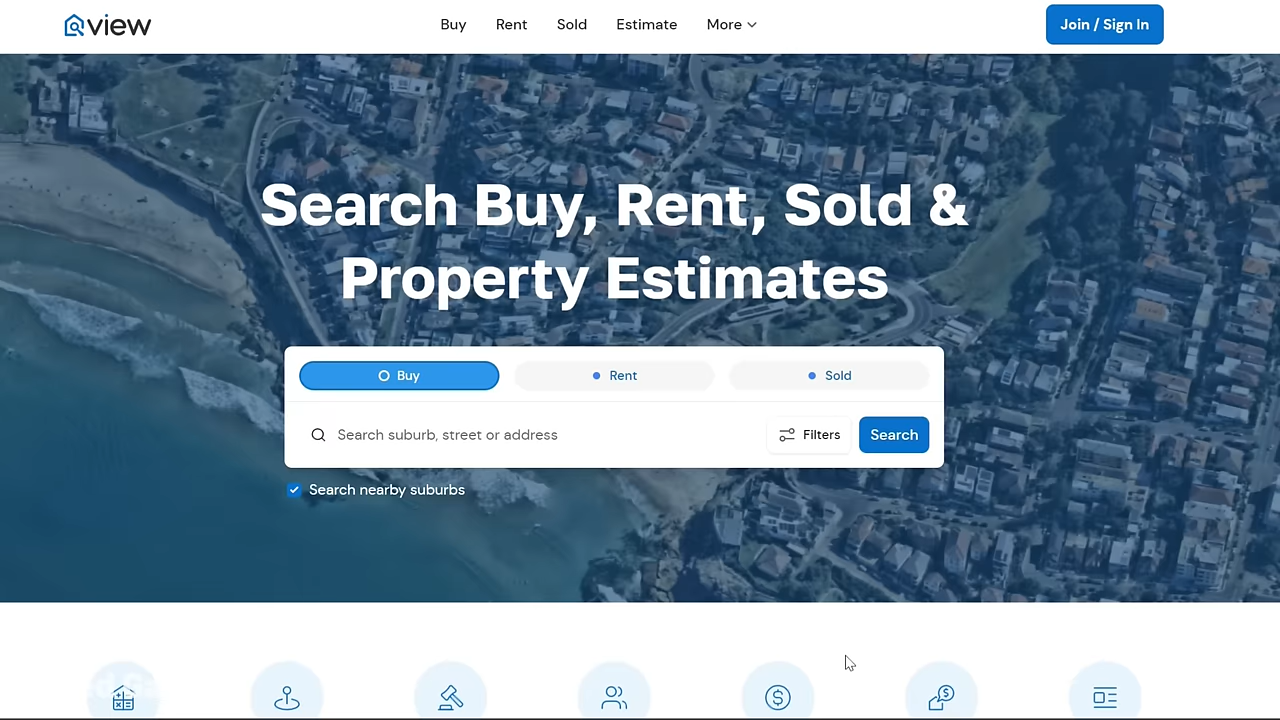 view
Buy Rent Sold Estimate More
Join / Sign In
Search Buy, Rent, Sold &
Property Estimates
Buy Rent Sold
Search suburb, street or address
Filters
Search
Search nearby suburbs